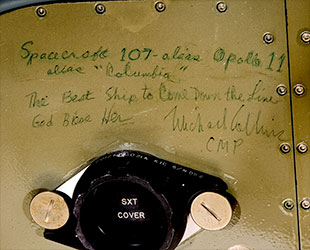 Spacecraft 107 - alias Apollo 11
alias "Columbia"
The Best Ship to Come Down the Line
God Bless Her
Michael Collins
CMP
SXT
COVER